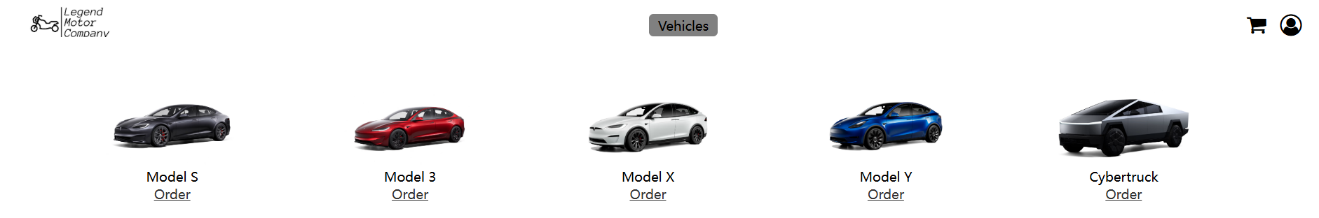 Legend
Motor
Company
Vehicles
Model S
Order
Model 3
Order
Model X
Order
Model Y
Order
Cybertruck
Order